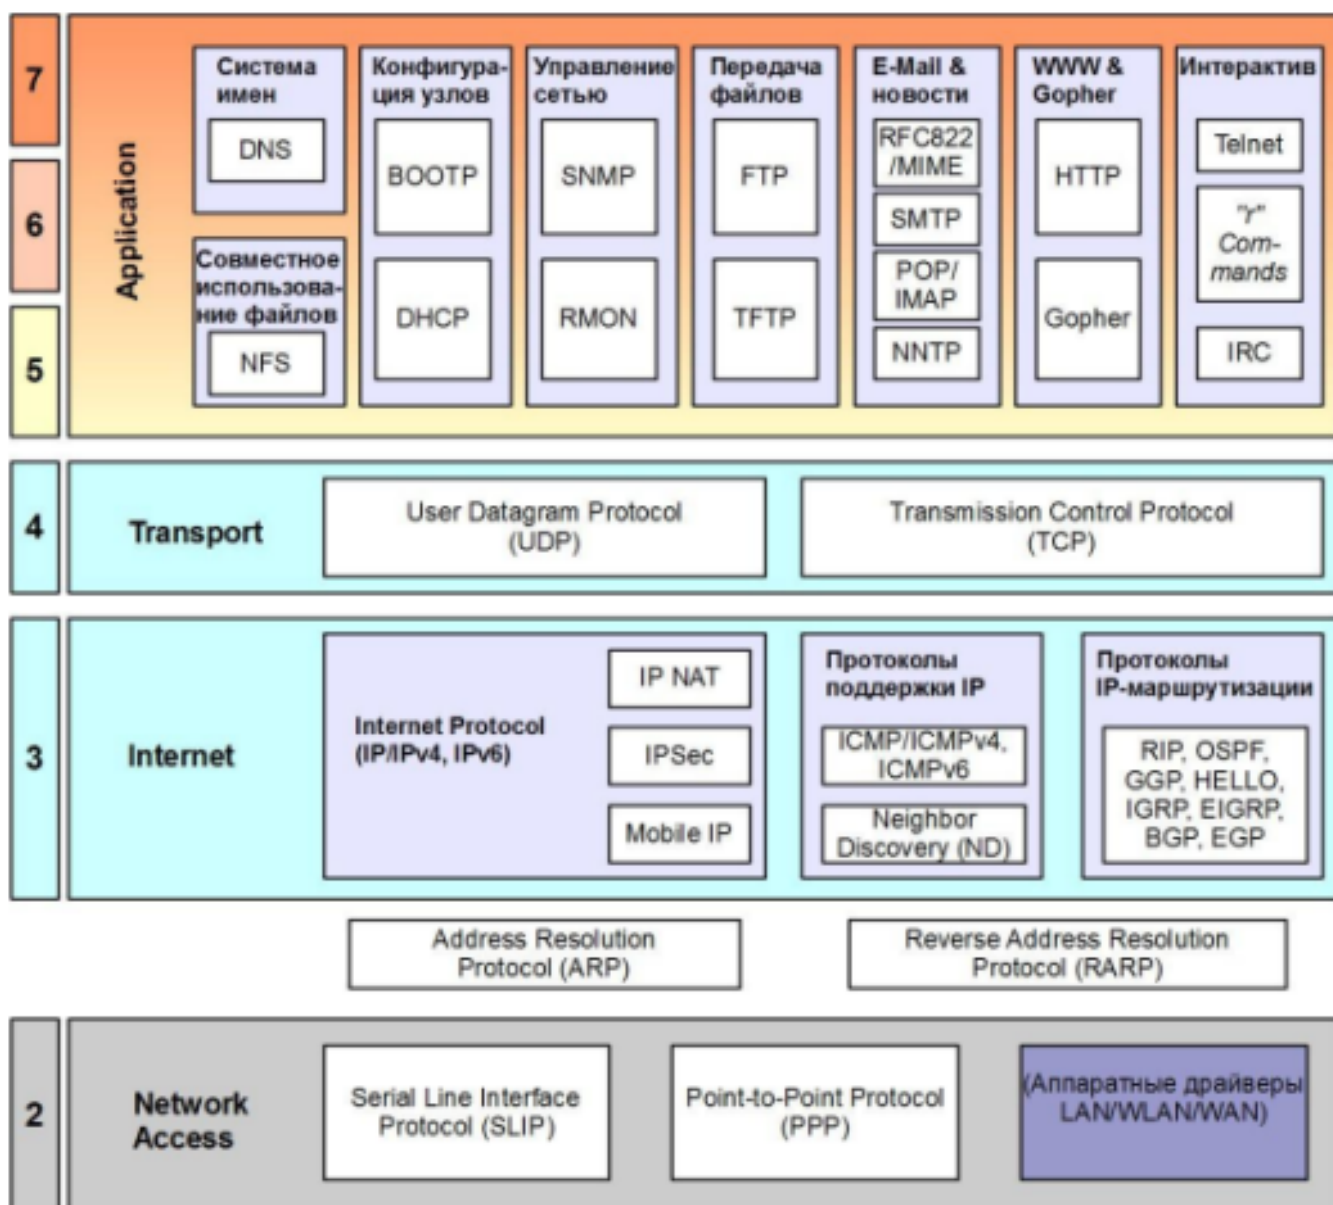 7
6
5
Application
Система
имен
DNS
Совместное
использова-
ние файлов
NFS
Конфигура-
ция узлов
BOOTP
DHCP
Управление
сетью
SNMP
RMON
Передача
файлов
FTP
TFTP
E-Mail &
новости
RFC822
/MIME
SMTP
POP/
IMAP
NNTP
WWW &
Gopher
HTTP
Gopher
Интерактив
Telnet
"r"
Com-
mands
IRC
4
Transport
User Datagram Protocol
(UDP)
Transmission Control Protocol
(TCP)
3
Internet
Internet Protocol
(IP/IPv4, IPv6)
IP NAT
IPSec
Mobile IP
Протоколы
поддержки IP
ICMP/ICMPv4,
ICMPv6
Neighbor
Discovery (ND)
Протоколы
IP-маршрутизации
RIP, OSPF,
GGP, HELLO,
IGRP, EIGRP,
BGP, EGP
Address Resolution
Protocol (ARP)
Reverse Address Resolution
Protocol (RARP)
2
Network
Access
Serial Line Interface
Protocol (SLIP)
Point-to-Point Protocol
(PPP)
(Аппаратные драйверы
LAN/WLAN/WAN)